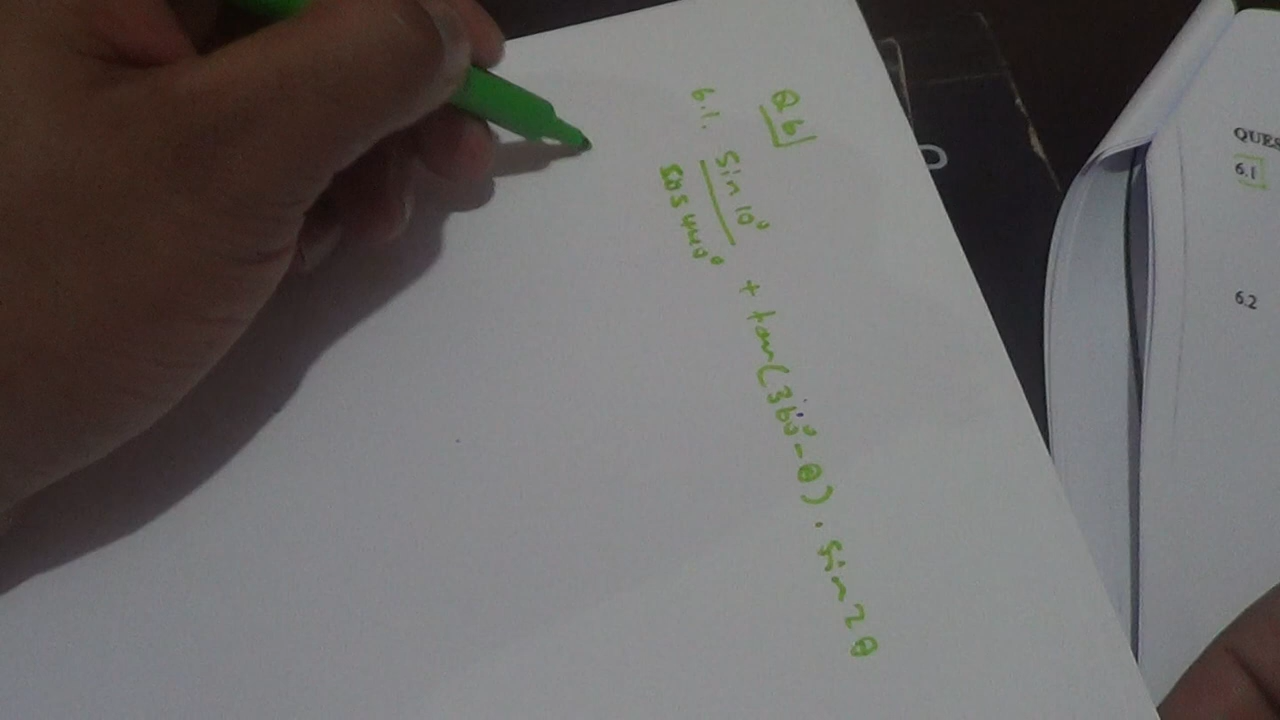 Q6
6.1. sin 10°
cos 440° + tan(360° - θ) . sin 2θ
QUES
6.1
6.2